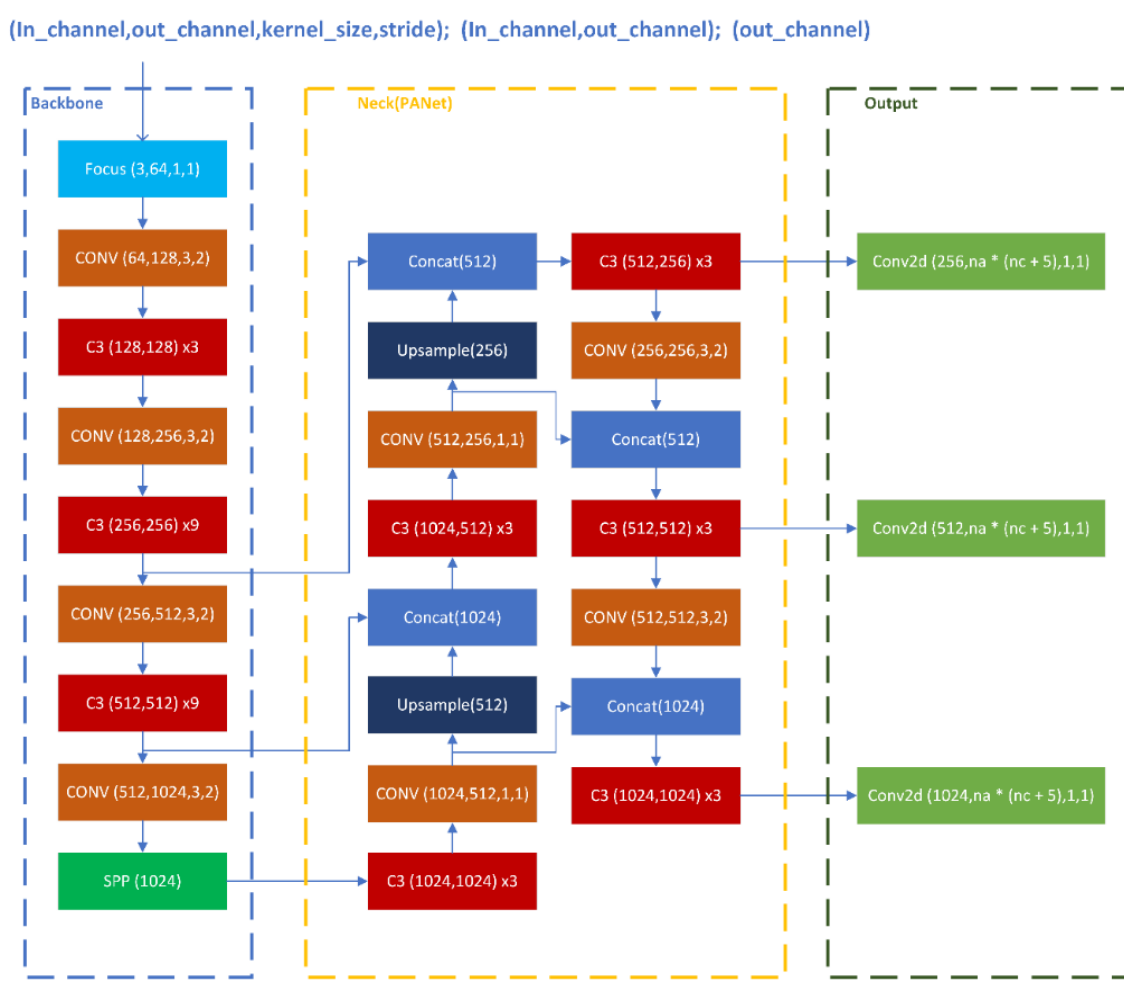 (In_channel,out_channel,kernel_size,stride); (In_channel,out_channel); (out_channel)
Backbone
Focus (3,64,1,1)
CONV (64,128,3,2)
C3 (128,128) x3
CONV (128,256,3,2)
C3 (256,256) x9
CONV (256,512,3,2)
C3 (512,512) x9
CONV (512,1024,3,2)
SPP (1024)
Neck(PANet)
Concat(512)
Upsample(256)
CONV (512,256,1,1)
C3 (1024,512) x3
Concat(1024)
Upsample(512)
CONV (1024,512,1,1)
C3 (1024,1024) x3
C3 (512,256) x3
CONV (256,256,3,2)
Concat(512)
C3 (512,512) x3
CONV (512,512,3,2)
Concat(1024)
C3 (1024,1024) x3
Output
Conv2d (256,na * (nc + 5),1,1)
Conv2d (512,na * (nc + 5),1,1)
Conv2d (1024,na * (nc + 5),1,1)